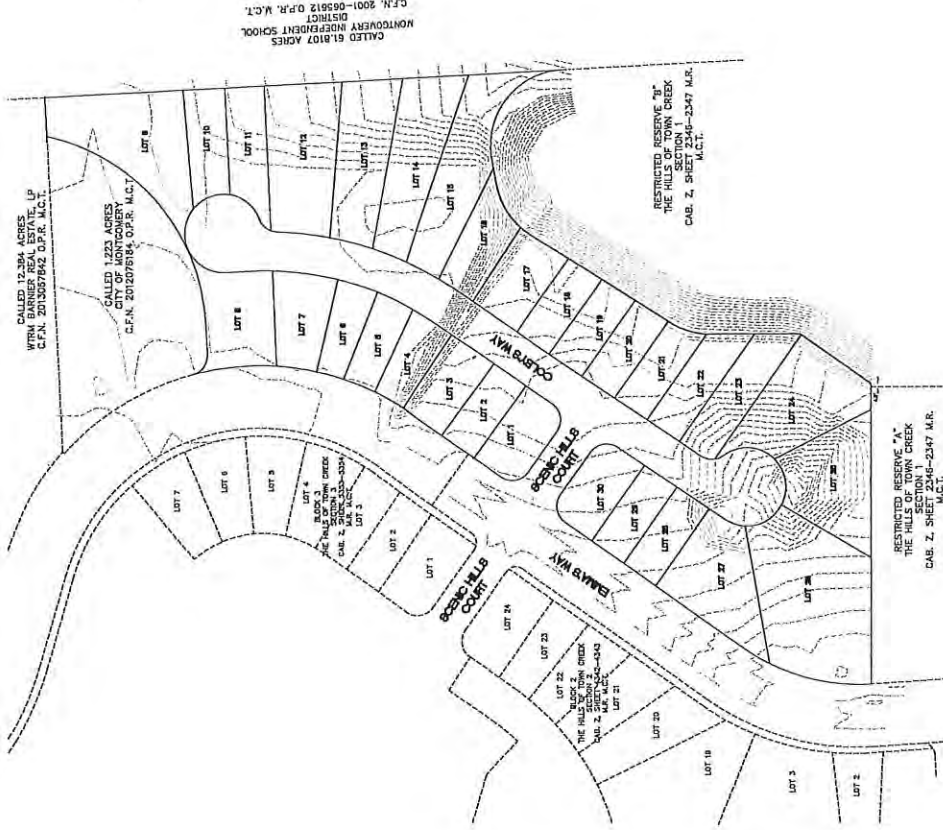 CALLED 61.8107 ACRES
MONTGOMERY INDEPENDENT SCHOOL
DISTRICT
C.F.N. 2001-065612 O.P.R. M.C.T.
CALLED 12.384 ACRES
WTRM BARNIER REAL ESTATE, LP
C.F.N. 2013057842 O.P.R. M.C.T.
CALLED 1.223 ACRES
CITY OF MONTGOMERY
C.F.N. 2012076184 O.P.R. M.C.T.
LOT 9
LOT 10
LOT 11
LOT 12
LOT 13
LOT 14
LOT 15
LOT 16
LOT 8
LOT 7
LOT 6
LOT 5
LOT 4
LOT 3
LOT 2
LOT 1
LOT 17
LOT 18
LOT 19
LOT 20
LOT 21
LOT 22
LOT 23
LOT 24
LOT 30
LOT 29
LOT 28
LOT 27
LOT 26
COLBY'S WAY
SCENIC HILLS
COURT
EMMA'S WAY
SCENIC HILLS
COURT
RESTRICTED RESERVE "B"
THE HILLS OF TOWN CREEK
SECTION 1
CAB. Z, SHEET 2346-2347 M.R.
M.C.T.
RESTRICTED RESERVE "A"
THE HILLS OF TOWN CREEK
SECTION 1
CAB. Z, SHEET 2346-2347 M.R.
M.C.T.
LOT 7
LOT 6
LOT 5
LOT 4
BLOCK 3
THE HILLS OF TOWN CREEK
SECTION 3
M.R. M.C.T.
LOT 3
LOT 2
LOT 1
LOT 24
LOT 23
LOT 22
BLOCK 2
THE HILLS OF TOWN CREEK
SECTION 2
CAB. Z, SHEET 4342-4343
M.R. M.C.T.
LOT 21
LOT 20
LOT 19
LOT 3
LOT 2